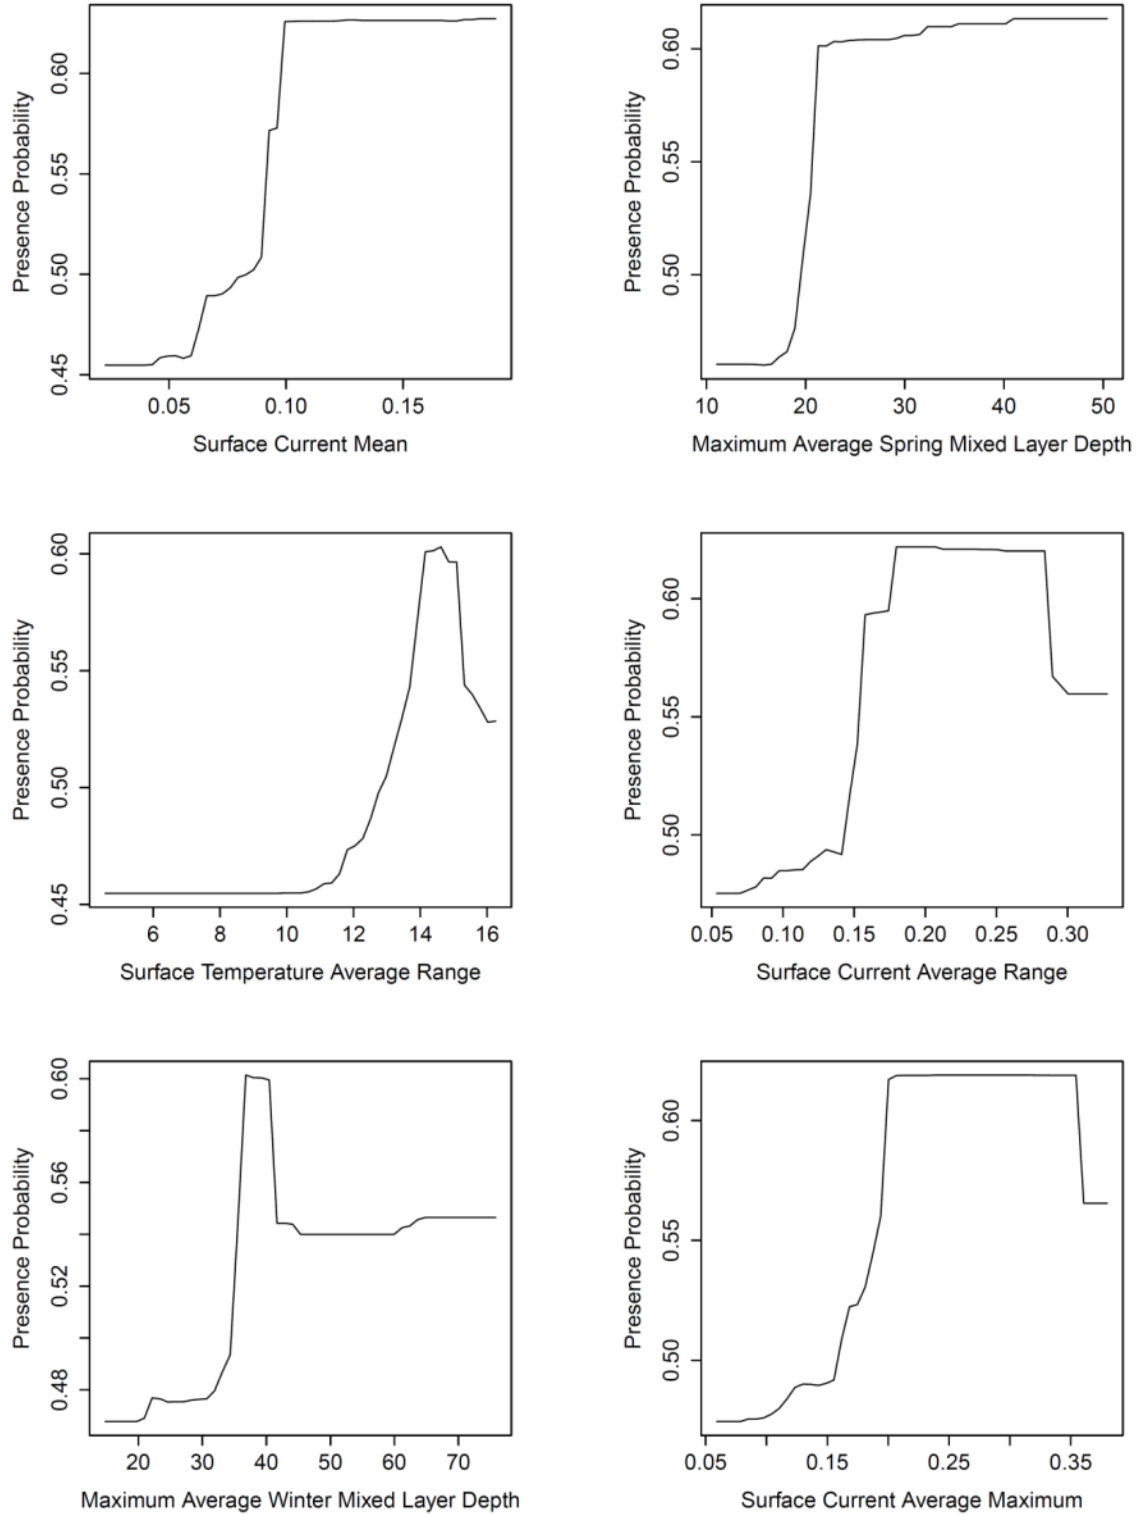 Presence Probability
0.45 0.50 0.55 0.60
0.05 0.10 0.15
Surface Current Mean
Presence Probability
0.50 0.55 0.60
10 20 30 40 50
Maximum Average Spring Mixed Layer Depth
Presence Probability
0.45 0.50 0.55 0.60
6 8 10 12 14 16
Surface Temperature Average Range
Presence Probability
0.50 0.55 0.60
0.05 0.10 0.15 0.20 0.25 0.30
Surface Current Average Range
Presence Probability
0.48 0.52 0.56 0.60
20 30 40 50 60 70
Maximum Average Winter Mixed Layer Depth
Presence Probability
0.50 0.55 0.60
0.05 0.15 0.25 0.35
Surface Current Average Maximum